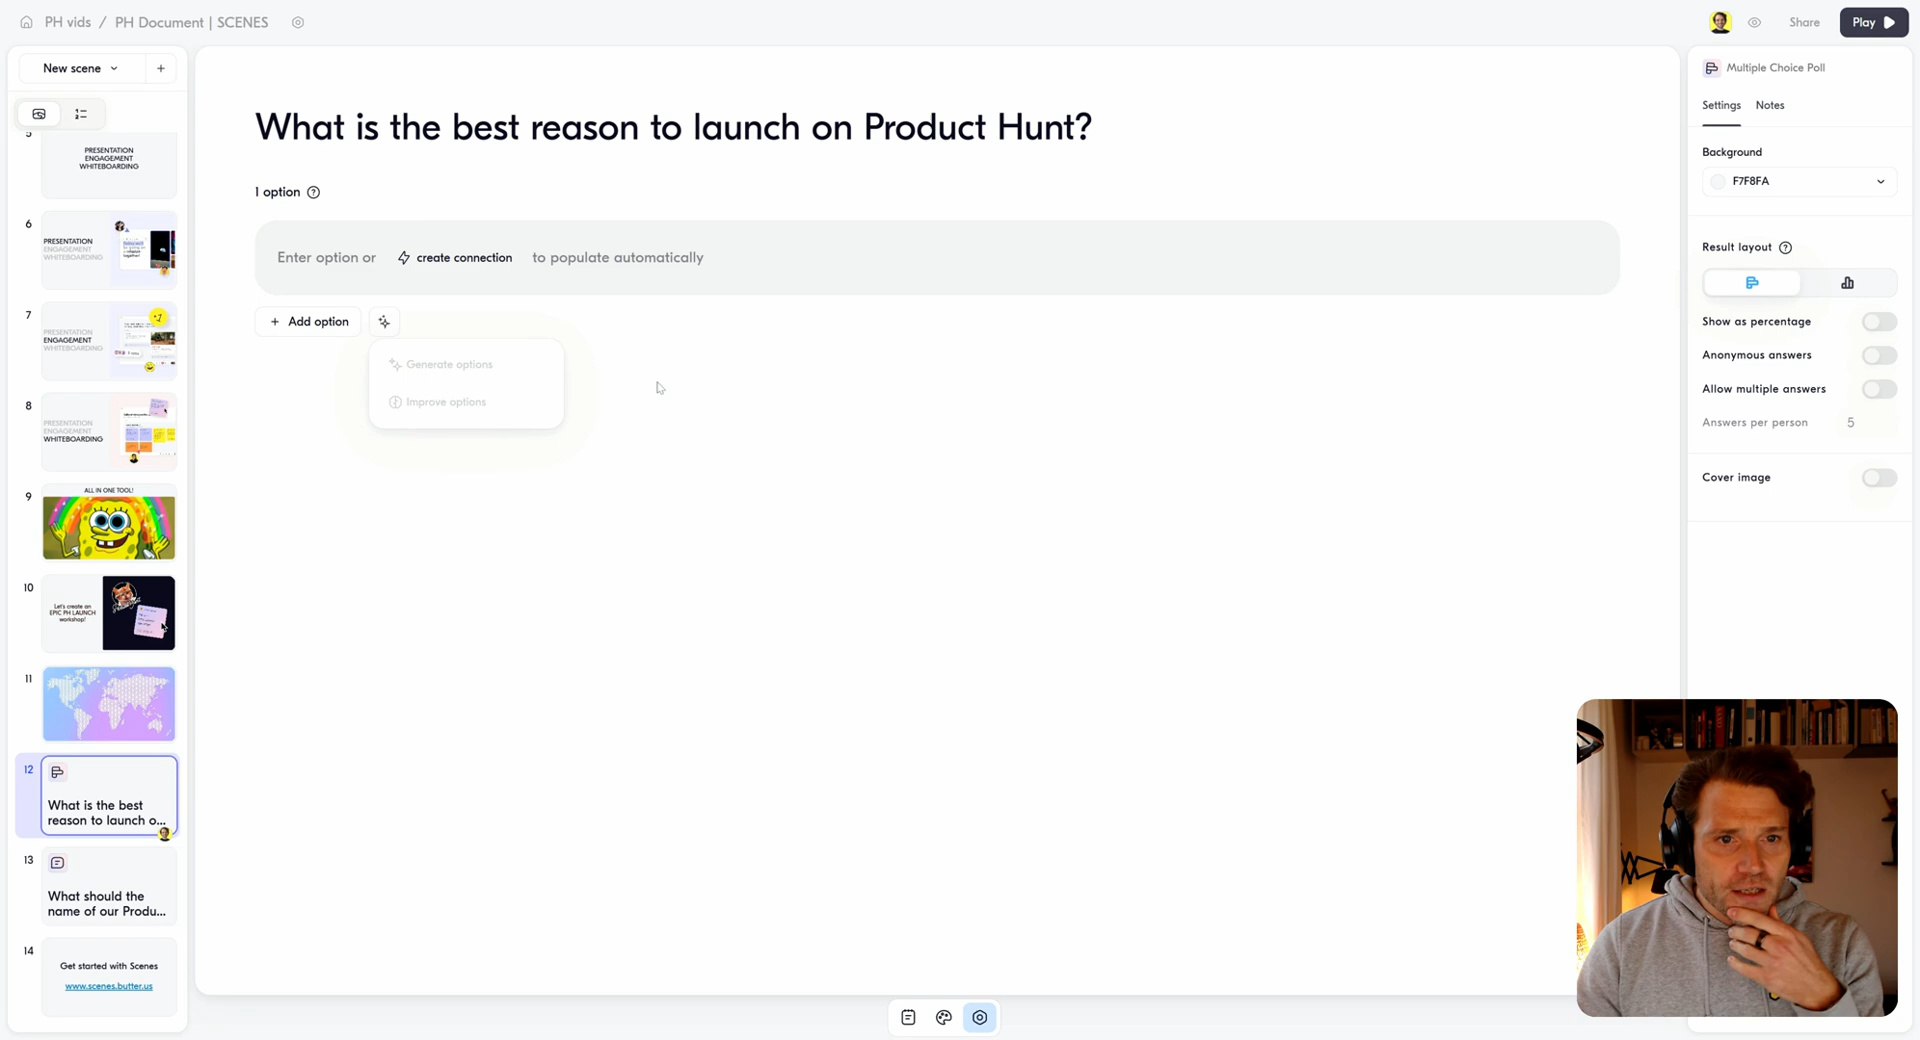 PH vids / PH Document | SCENES
Share
Play
New scene
+
5
PRESENTATION
ENGAGEMENT
WHITEBOARDING
6
PRESENTATION
ENGAGEMENT
WHITEBOARDING
7
PRESENTATION
ENGAGEMENT
WHITEBOARDING
8
PRESENTATION
ENGAGEMENT
WHITEBOARDING
9
ALL IN ONE TOOL!
10
Let's create an
EPIC PH LAUNCH
workshop!
11
12
What is the best
reason to launch o...
13
What should the
name of our Produ...
14
Get started with Scenes
www.scenes.butter.us
What is the best reason to launch on Product Hunt?
1 option
Enter option or create connection to populate automatically
+ Add option
Generate options
Improve options
Multiple Choice Poll
Settings Notes
Background
F7F8FA
Result layout
Show as percentage
Anonymous answers
Allow multiple answers
Answers per person 5
Cover image